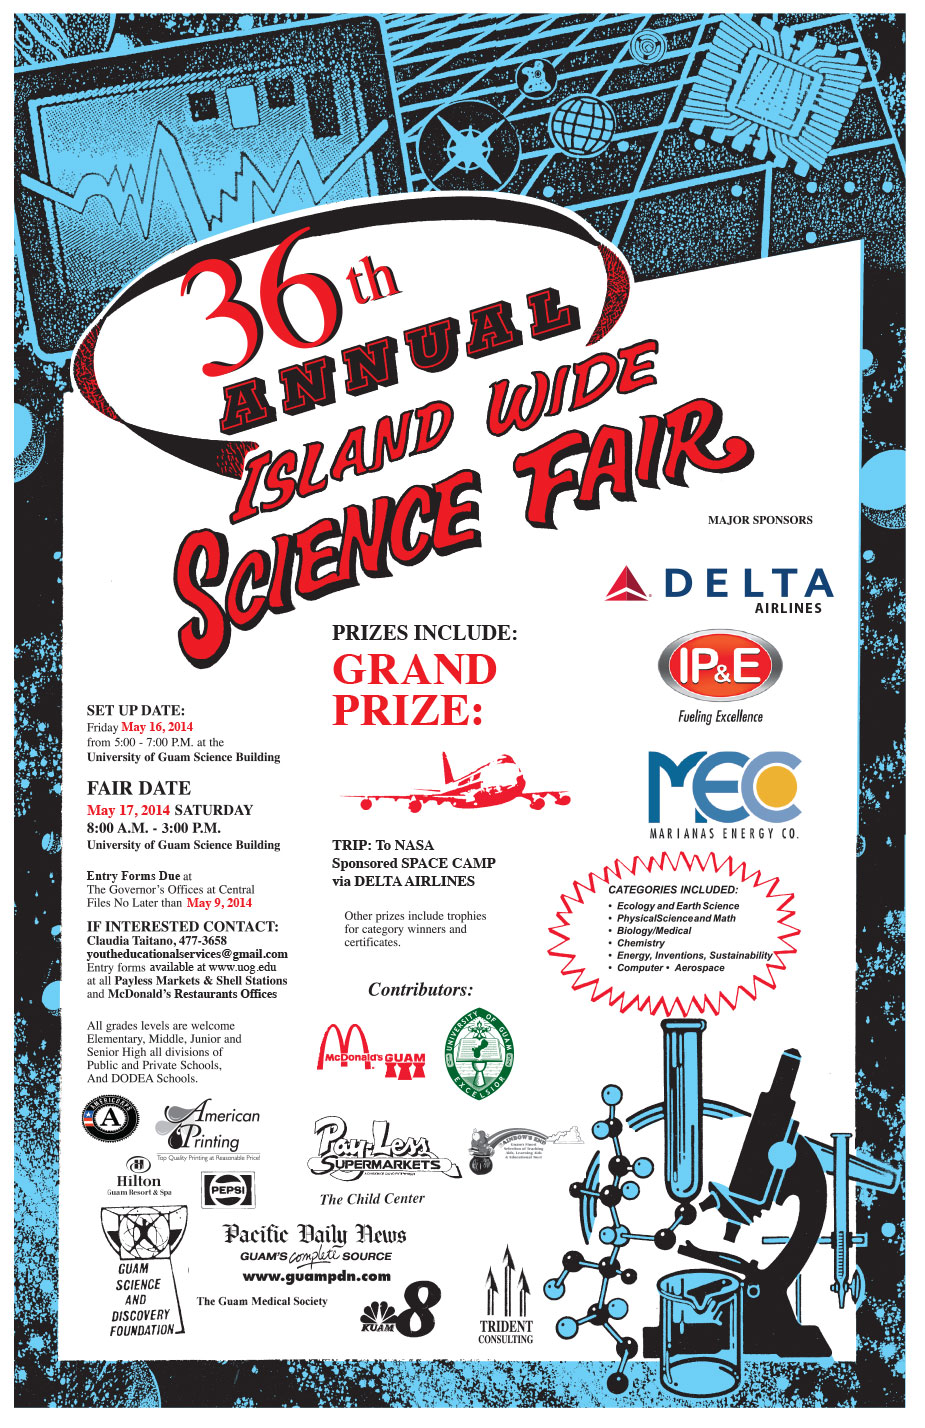 36th
ANNUAL
ISLAND WIDE
SCIENCE FAIR
MAJOR SPONSORS
DELTA
AIRLINES
IP&E
Fueling Excellence
MEC
MARIANAS ENERGY CO.
PRIZES INCLUDE:
GRAND
PRIZE:
TRIP: To NASA
Sponsored SPACE CAMP
via DELTA AIRLINES
Other prizes include trophies
for category winners and
certificates.
SET UP DATE:
Friday May 16, 2014
from 5:00 - 7:00 P.M. at the
University of Guam Science Building
FAIR DATE
May 17, 2014 SATURDAY
8:00 A.M. - 3:00 P.M.
University of Guam Science Building
Entry Forms Due at
The Governor's Offices at Central
Files No Later than May 9, 2014
IF INTERESTED CONTACT:
Claudia Taitano, 477-3658
youtheducationalservices@gmail.com
Entry forms available at www.uog.edu
at all Payless Markets & Shell Stations
and McDonald's Restaurants Offices
All grades levels are welcome
Elementary, Middle, Junior and
Senior High all divisions of
Public and Private Schools,
And DODEA Schools.
CATEGORIES INCLUDED:
• Ecology and Earth Science
• PhysicalScience and Math
• Biology/Medical
• Chemistry
• Energy, Inventions, Sustainability
• Computer • Aerospace
Contributors:
McDonald's GUAM
UNIVERSITY OF GUAM
EXCELSIOR
AMERICORPS
A
American
Printing
Top Quality Printing at Reasonable Price!
Pay-Less
SUPERMARKETS
RAINBOW'S END
Hilton
Guam Resort & Spa
PEPSI
The Child Center
GUAM
SCIENCE
AND
DISCOVERY
FOUNDATION
Pacific Daily News
GUAM'S complete SOURCE
www.guampdn.com
The Guam Medical Society
KUAM
8
TRIDENT
CONSULTING